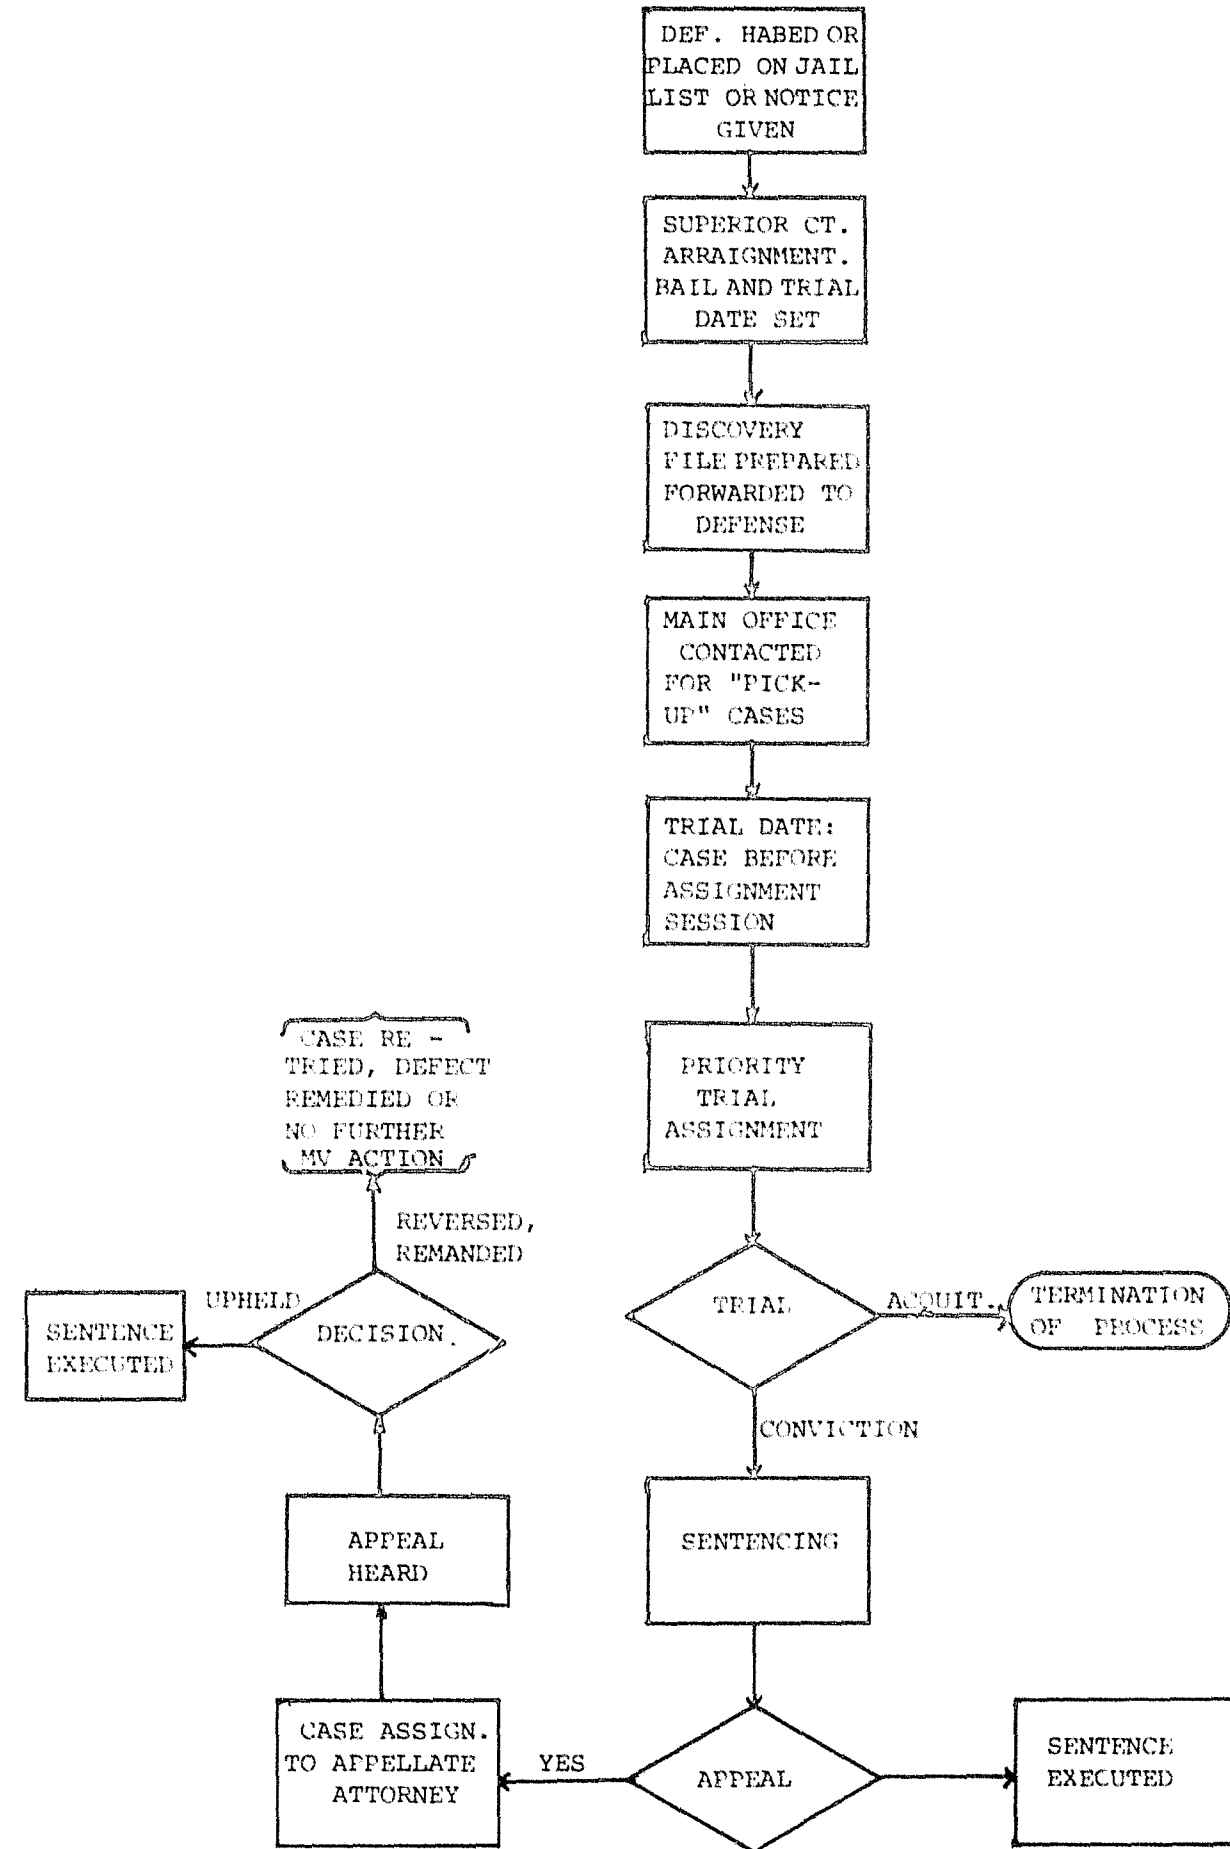 DEF. HABED OR
PLACED ON JAIL
LIST OR NOTICE
GIVEN
SUPERIOR CT.
ARRAIGNMENT.
BAIL AND TRIAL
DATE SET
DISCOVERY
FILE PREPARED
FORWARDED TO
DEFENSE
MAIN OFFICE
CONTACTED
FOR "PICK-
UP" CASES
TRIAL DATE:
CASE BEFORE
ASSIGNMENT
SESSION
PRIORITY
TRIAL
ASSIGNMENT
TRIAL
ACQUIT.
TERMINATION
OF PROCESS
CONVICTION
SENTENCING
APPEAL
SENTENCE
EXECUTED
YES
CASE ASSIGN.
TO APPELLATE
ATTORNEY
APPEAL
HEARD
DECISION.
UPHELD
SENTENCE
EXECUTED
REVERSED,
REMANDED
CASE RE -
TRIED, DEFECT
REMEDIED OR
NO FURTHER
MV ACTION